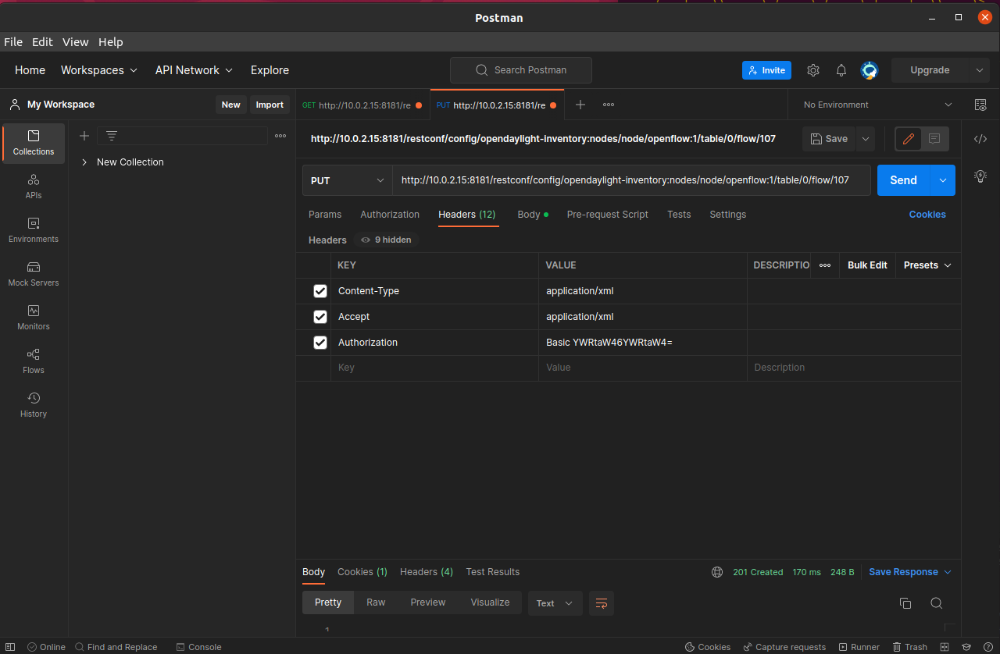 Postman
File Edit View Help
Home Workspaces API Network Explore Search Postman Invite Upgrade
My Workspace New Import GET http://10.0.2.15:8181/re PUT http://10.0.2.15:8181/re No Environment
Collections
APIs
Environments
Mock Servers
Monitors
Flows
History
New Collection
http://10.0.2.15:8181/restconf/config/opendaylight-inventory:nodes/node/openflow:1/table/0/flow/107 Save
PUT http://10.0.2.15:8181/restconf/config/opendaylight-inventory:nodes/node/openflow:1/table/0/flow/107 Send
Params Authorization Headers (12) Body Pre-request Script Tests Settings Cookies
Headers 9 hidden
KEY VALUE DESCRIPTIO Bulk Edit Presets
Content-Type application/xml
Accept application/xml
Authorization Basic YWRtaW46YWRtaW4=
Key Value Description
Body Cookies (1) Headers (4) Test Results 201 Created 170 ms 248 B Save Response
Pretty Raw Preview Visualize Text
1
Online Find and Replace Console Cookies Capture requests Runner Trash